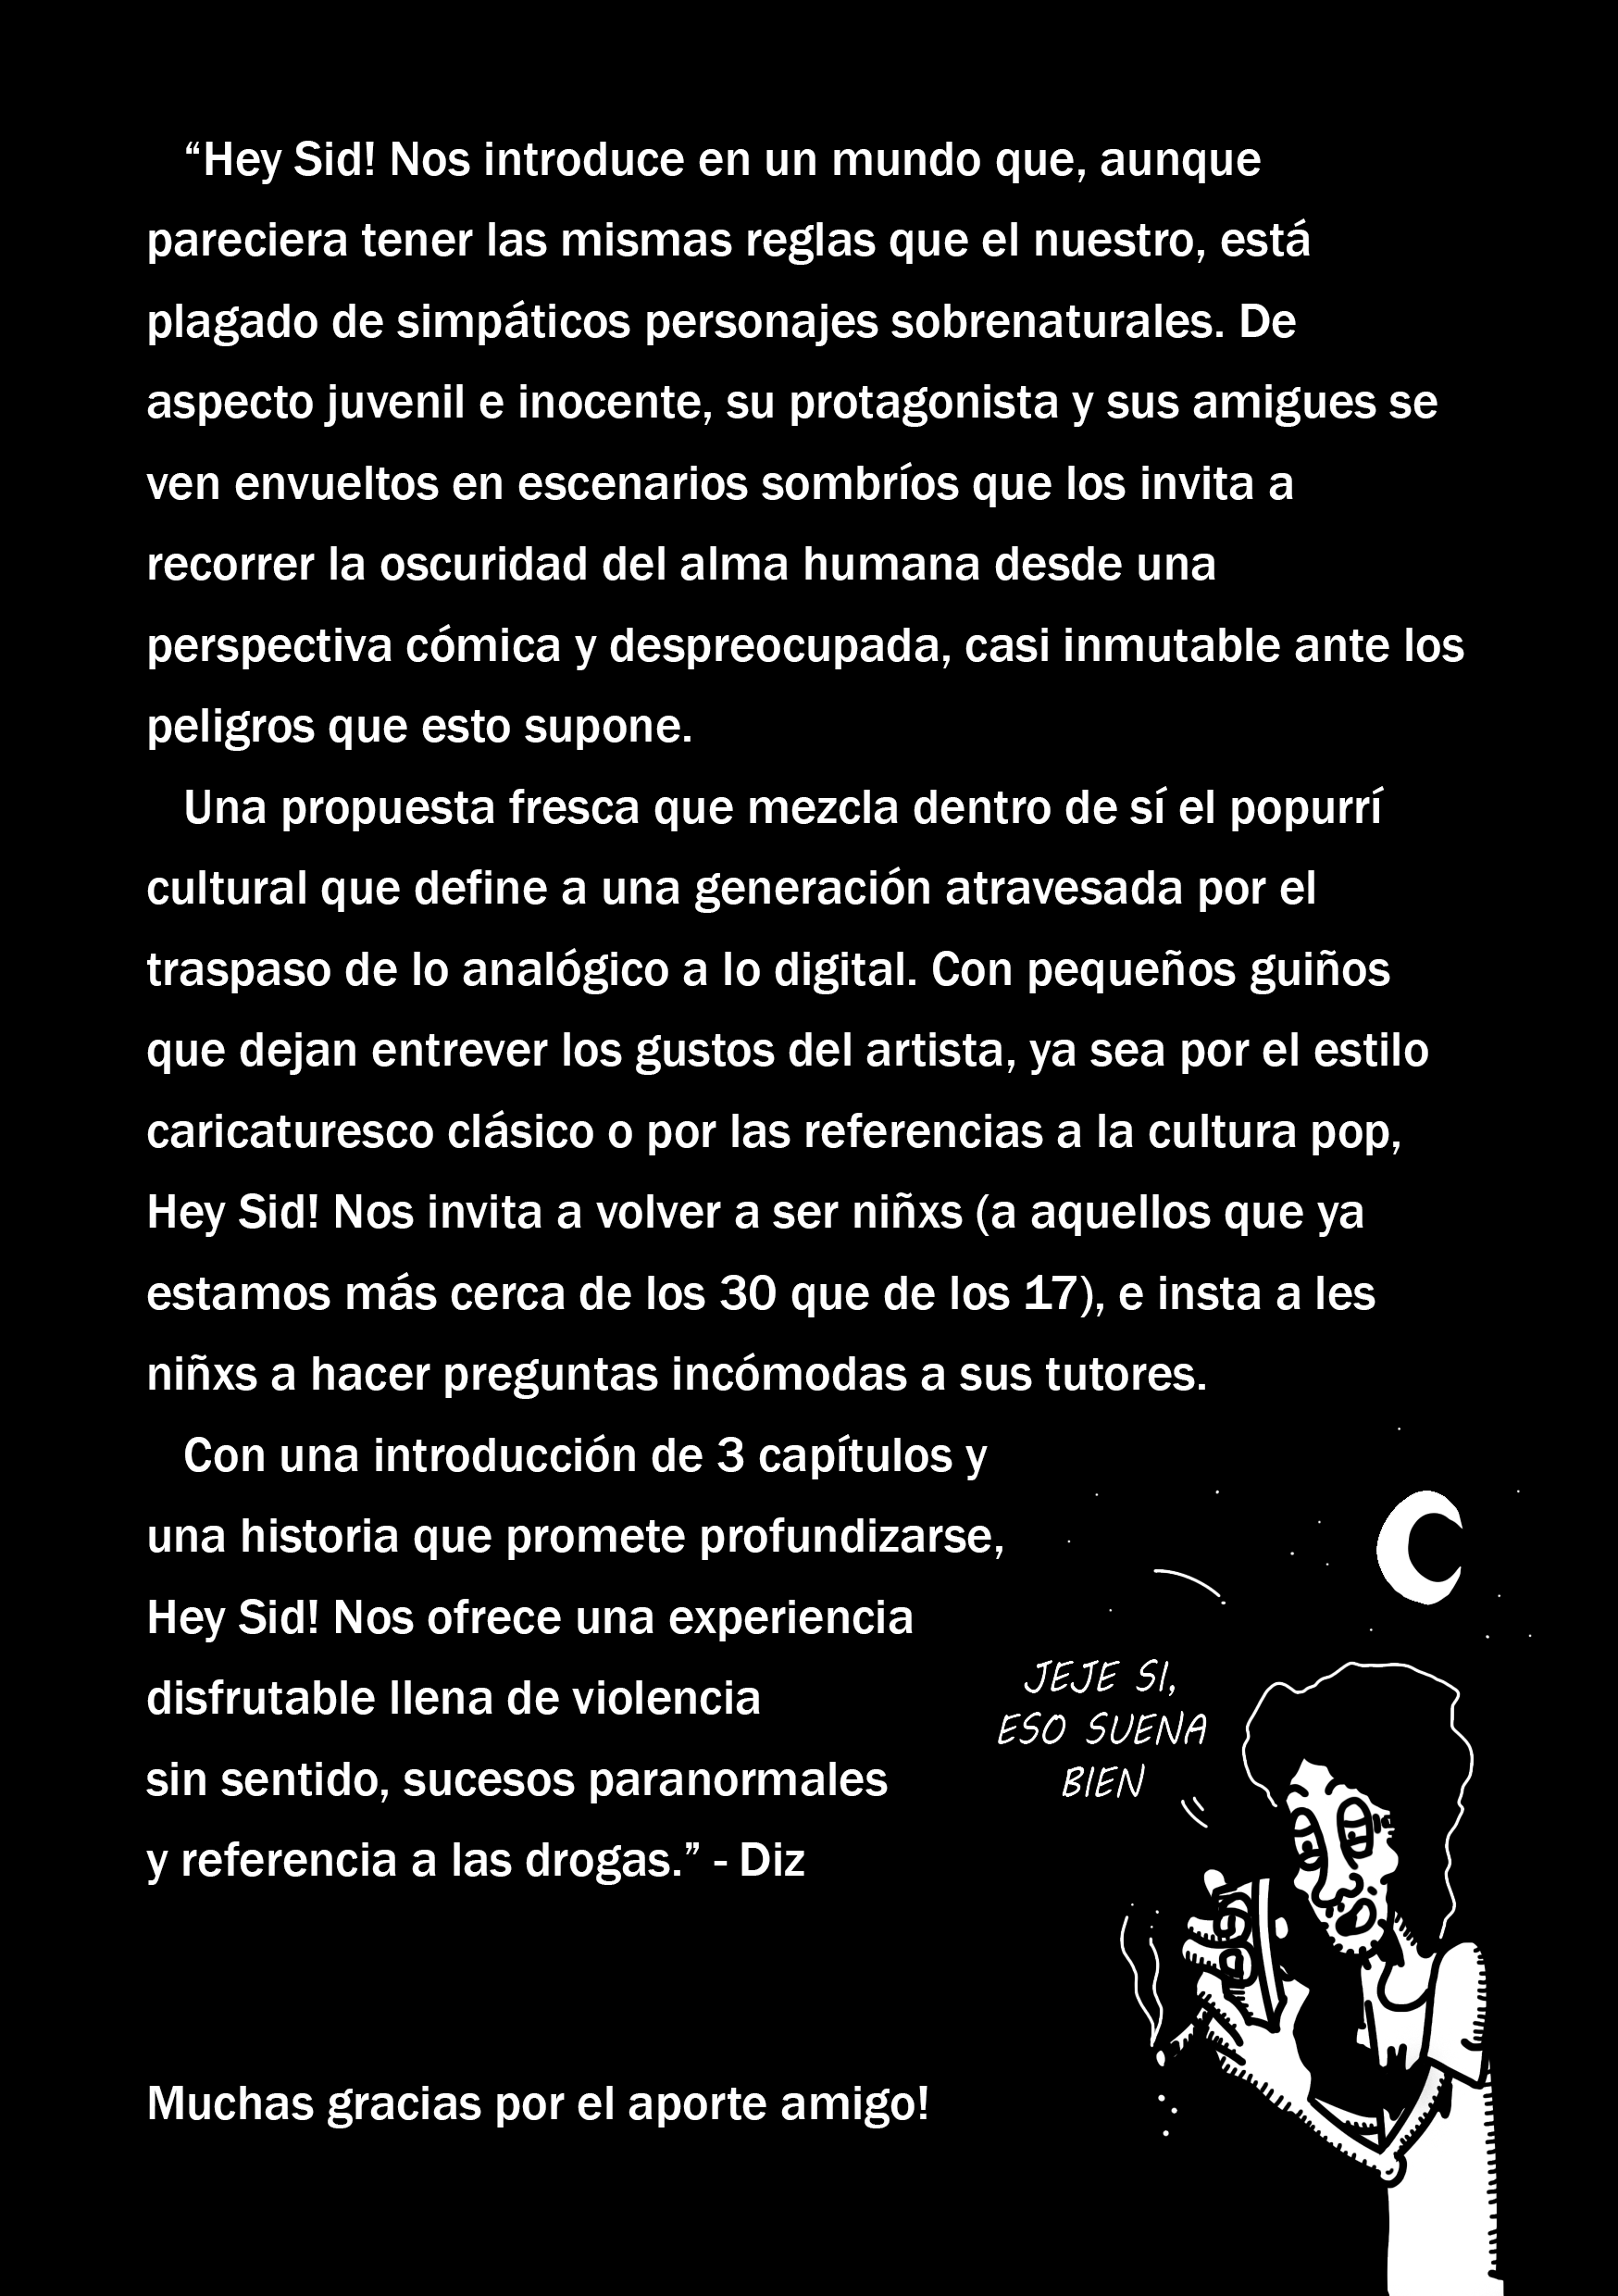 “Hey Sid! Nos introduce en un mundo que, aunque
pareciera tener las mismas reglas que el nuestro, está
plagado de simpáticos personajes sobrenaturales. De
aspecto juvenil e inocente, su protagonista y sus amigues se
ven envueltos en escenarios sombríos que los invita a
recorrer la oscuridad del alma humana desde una
perspectiva cómica y despreocupada, casi inmutable ante los
peligros que esto supone.
Una propuesta fresca que mezcla dentro de sí el popurrí
cultural que define a una generación atravesada por el
traspaso de lo analógico a lo digital. Con pequeños guiños
que dejan entrever los gustos del artista, ya sea por el estilo
caricaturesco clásico o por las referencias a la cultura pop,
Hey Sid! Nos invita a volver a ser niñxs (a aquellos que ya
estamos más cerca de los 30 que de los 17), e insta a les
niñxs a hacer preguntas incómodas a sus tutores.
Con una introducción de 3 capítulos y
una historia que promete profundizarse,
Hey Sid! Nos ofrece una experiencia
disfrutable llena de violencia
sin sentido, sucesos paranormales
y referencia a las drogas.” - Diz
JEJE SI,
ESO SUENA
BIEN
Muchas gracias por el aporte amigo!